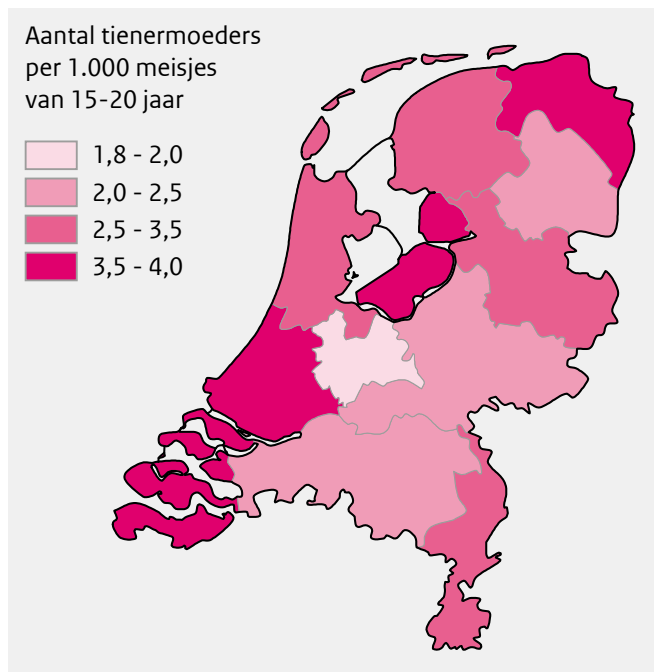 Aantal tienermoeders
per 1.000 meisjes
van 15-20 jaar
1,8 - 2,0
2,0 - 2,5
2,5 - 3,5
3,5 - 4,0